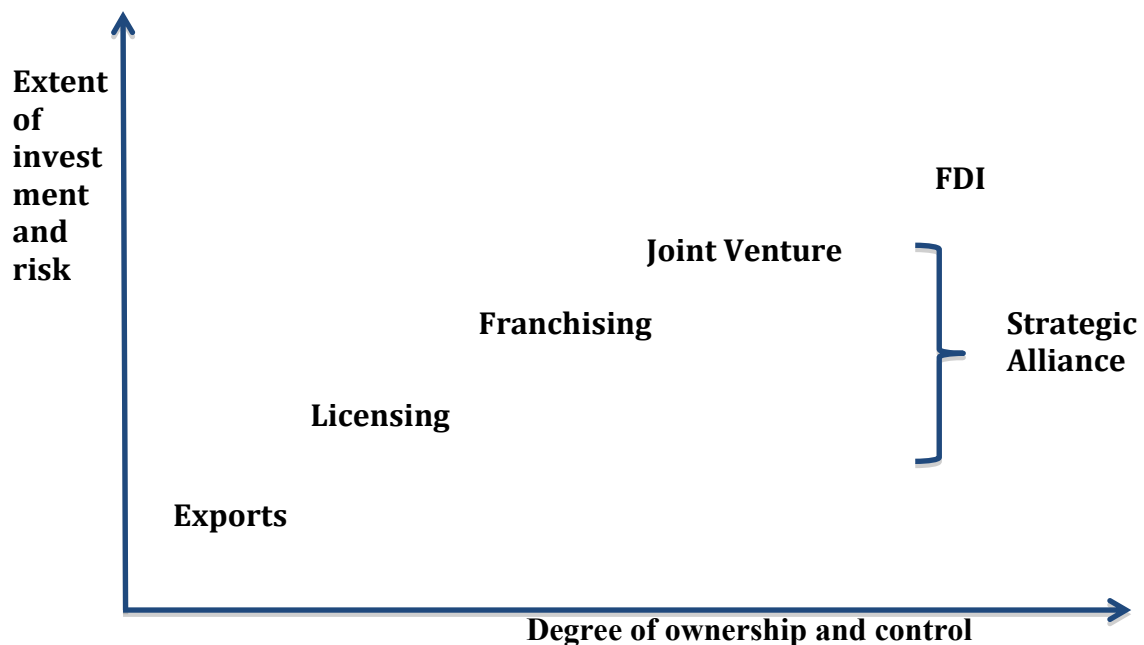 Extent
of
invest
ment
and
risk
FDI
Joint Venture
Franchising
Strategic
Alliance
Licensing
Exports
Degree of ownership and control